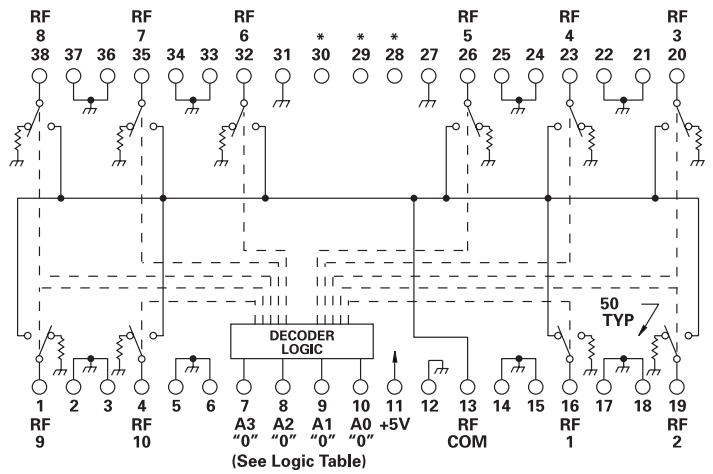 RF RF RF RF RF RF
8 7 6 * * * 5 4 3
38 37 36 35 34 33 32 31 30 29 28 27 26 25 24 23 22 21 20
50
TYP
DECODER
LOGIC
1 2 3 4 5 6 7 8 9 10 11 12 13 14 15 16 17 18 19
RF RF A3 A2 A1 A0 +5V RF RF RF
9 10 “0” “0” “0” “0” COM 1 2
(See Logic Table)